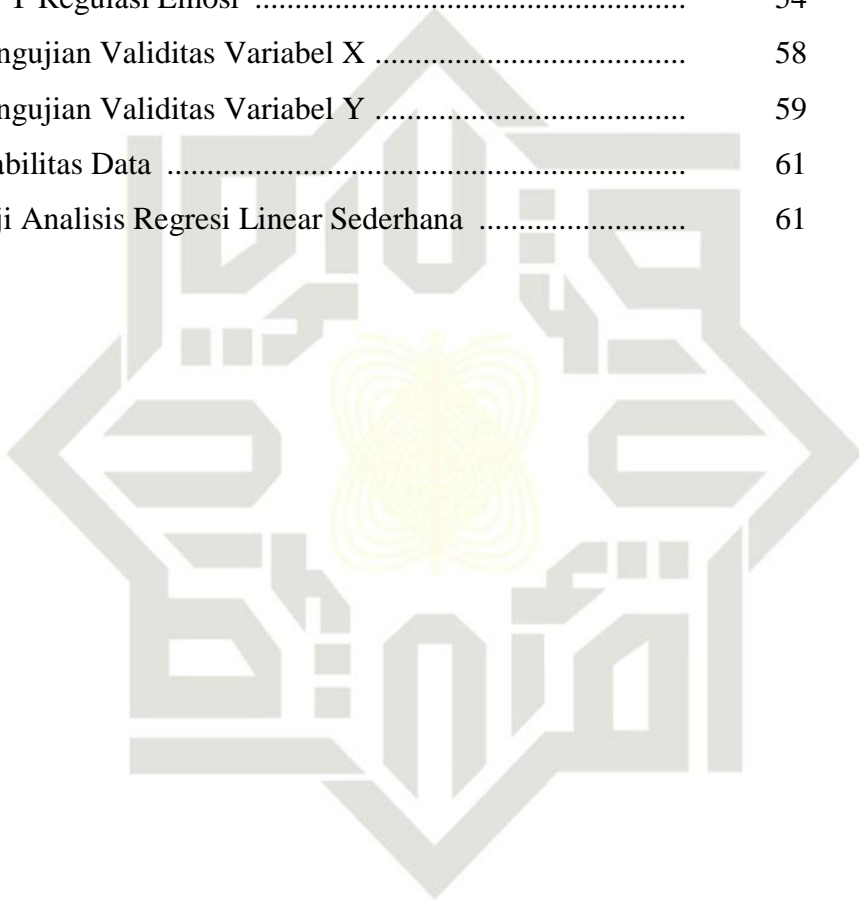 Y Regulasi Emosi ............................................................ 54
ngujian Validitas Variabel X ...................................... 58
ngujian Validitas Variabel Y ...................................... 59
abilitas Data ................................................................ 61
ji Analisis Regresi Linear Sederhana ......................... 61